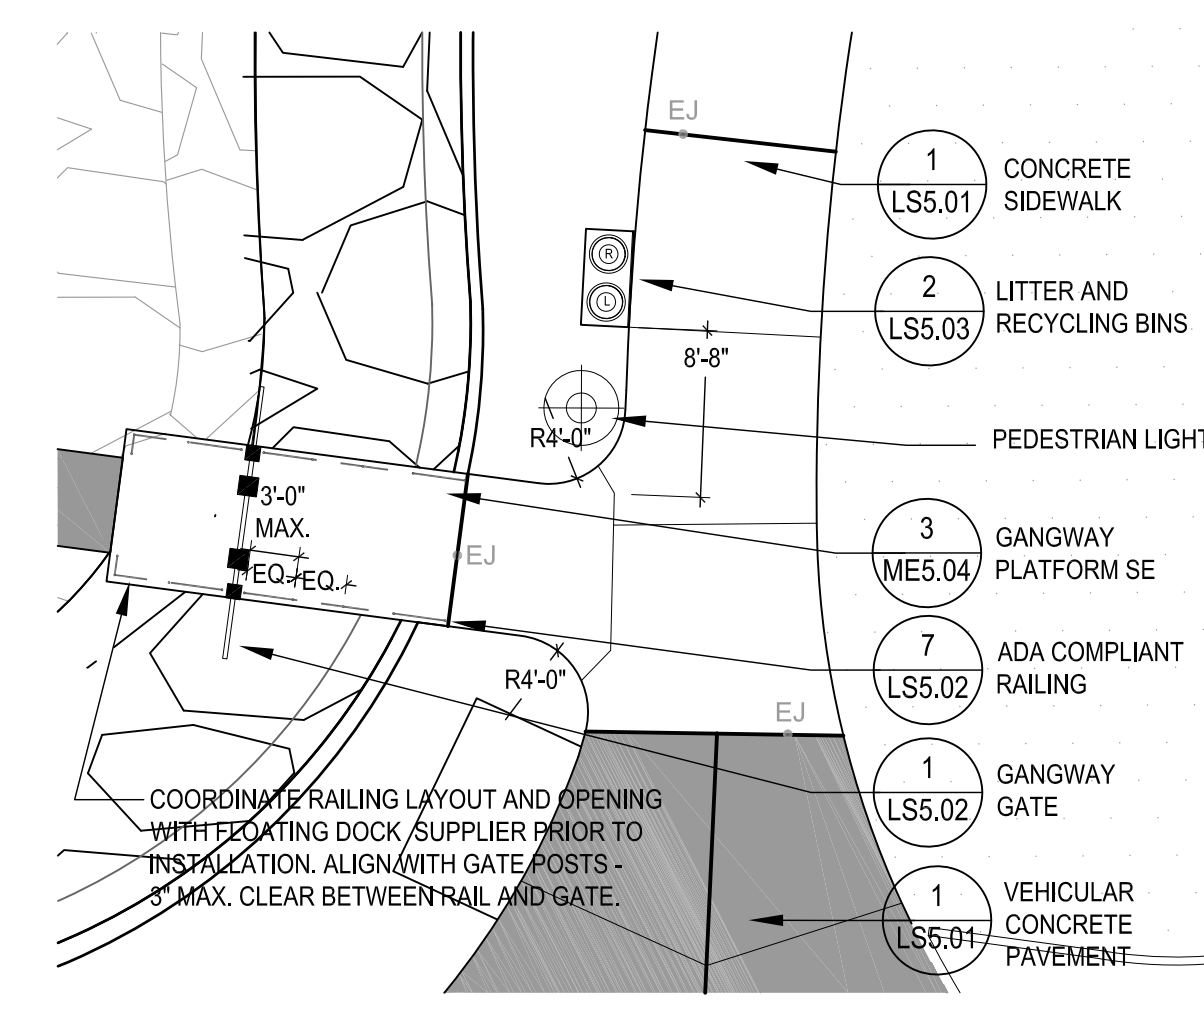 EJ
1
LS5.01
CONCRETE
SIDEWALK
R
L
2
LS5.03
LITTER AND
RECYCLING BINS
8'-8"
R4'-0"
PEDESTRIAN LIGHT
3'-0"
MAX.
EQ. EQ.
EJ
3
ME5.04
GANGWAY
PLATFORM SE
7
LS5.02
ADA COMPLIANT
RAILING
R4'-0"
EJ
1
LS5.02
GANGWAY
GATE
COORDINATE RAILING LAYOUT AND OPENING
WITH FLOATING DOCK SUPPLIER PRIOR TO
INSTALLATION. ALIGN WITH GATE POSTS -
3" MAX. CLEAR BETWEEN RAIL AND GATE.
1
LS5.01
VEHICULAR
CONCRETE
PAVEMENT